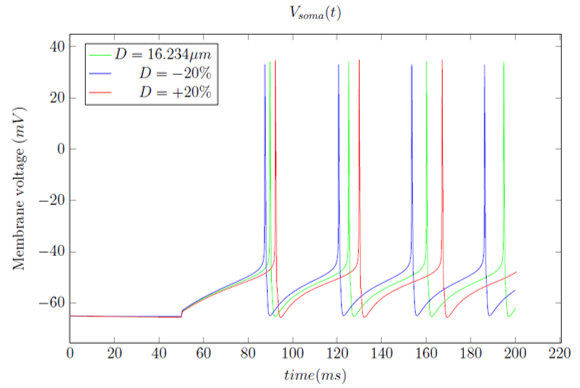 V_soma(t)
D = 16.234μm
D = −20%
D = +20%
Membrane voltage (mV)
40
20
0
−20
−40
−60
0 20 40 60 80 100 120 140 160 180 200 220
time(ms)